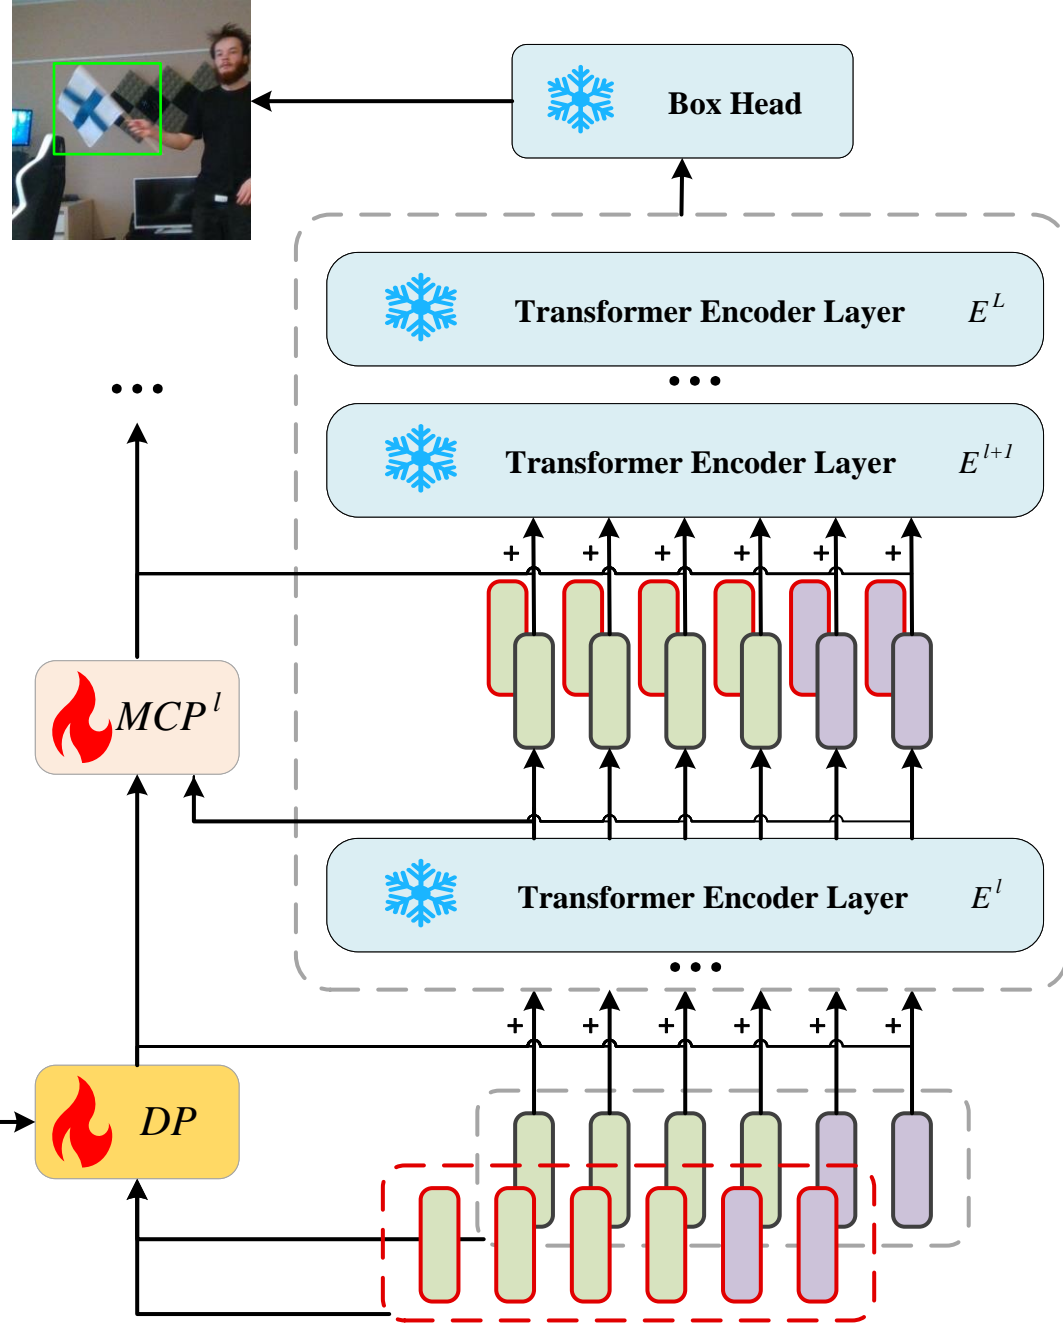 Box Head
Transformer Encoder Layer E^L
...
...
Transformer Encoder Layer E^{l+1}
+ + + + + +
MCP^l
Transformer Encoder Layer E^l
...
+ + + + + +
DP